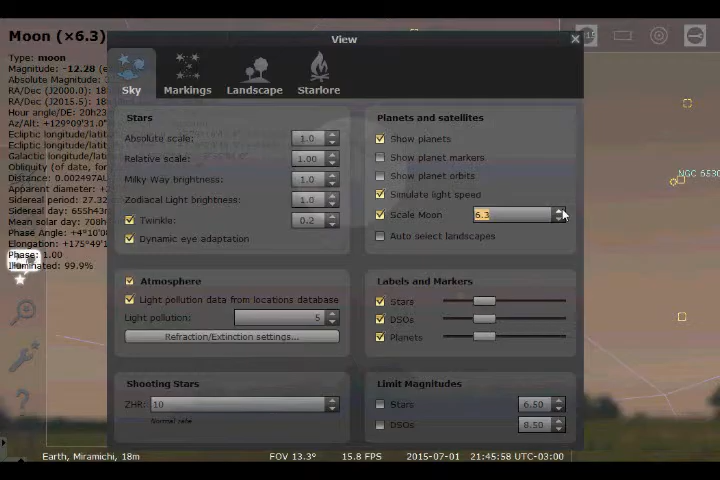 View
Moon (×6.3)
Type: moon
Magnitude: -12.28 (e
Absolute Magnitude:
RA/Dec (J2000.0): 18h
RA/Dec (J2015.5): 18h
Hour angle/DE: 20h23
Az/Alt: +129°09'31.0"
Ecliptic longitude/latit
Ecliptic longitude/latit
Galactic longitude/latit
Obliquity (of date, for
Distance: 0.002497AU
Apparent diameter: +
Sidereal period: 27.32
Sidereal day: 655h43
Mean solar day: 708h
Phase Angle: +4°10'0
Elongation: +175°49'1
Phase: 1.00
Illuminated: 99.9%
Sky
Markings
Landscape
Starlore
Stars
Absolute scale: 1.0
Relative scale: 1.00
Milky Way brightness: 1.0
Zodiacal Light brightness: 1.0
Twinkle: 0.2
Dynamic eye adaptation
Planets and satellites
Show planets
Show planet markers
Show planet orbits
Simulate light speed
Scale Moon 6.3
Auto select landscapes
Atmosphere
Light pollution data from locations database
Light pollution: 5
Refraction/Extinction settings...
Labels and Markers
Stars
DSOs
Planets
Shooting Stars
ZHR: 10
Normal rate
Limit Magnitudes
Stars 6.50
DSOs 8.50
Earth, Miramichi, 18m
FOV 13.3°
15.8 FPS
2015-07-01
21:45:58 UTC-03:00